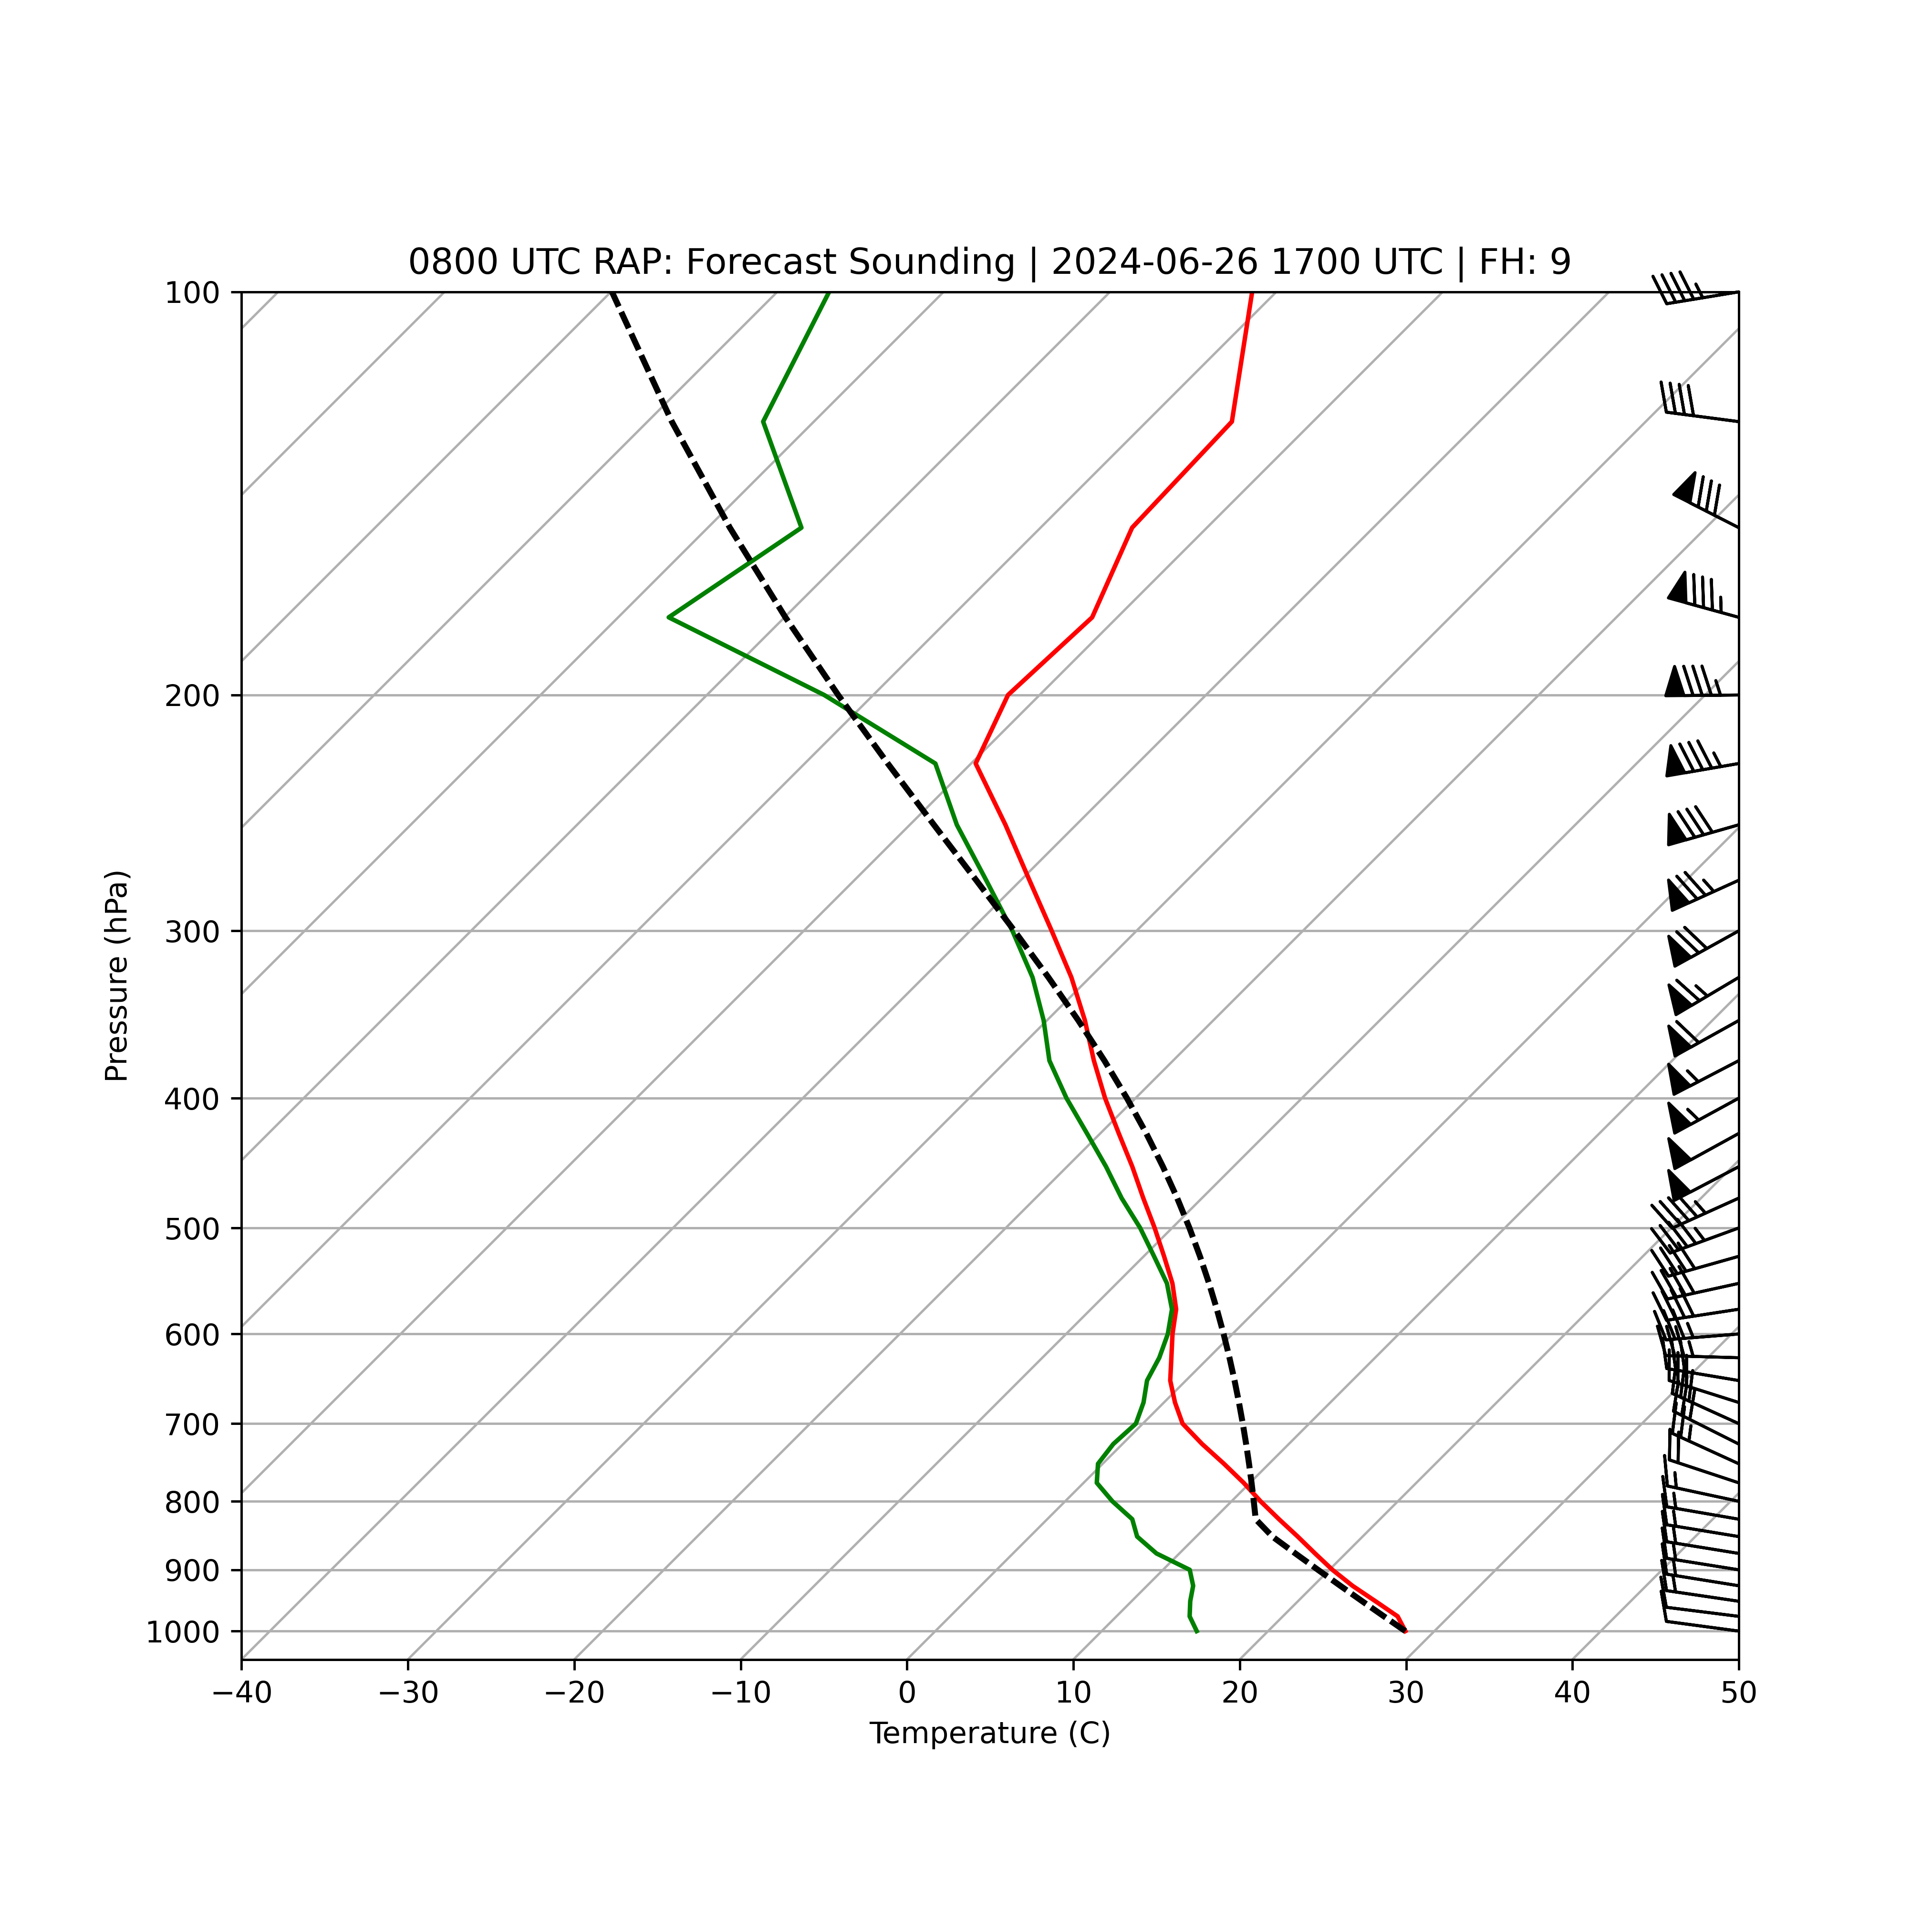 0800 UTC RAP: Forecast Sounding | 2024-06-26 1700 UTC | FH: 9
100
200
300
400
500
600
700
800
900
1000
Pressure (hPa)
−40 −30 −20 −10 0 10 20 30 40 50
Temperature (C)